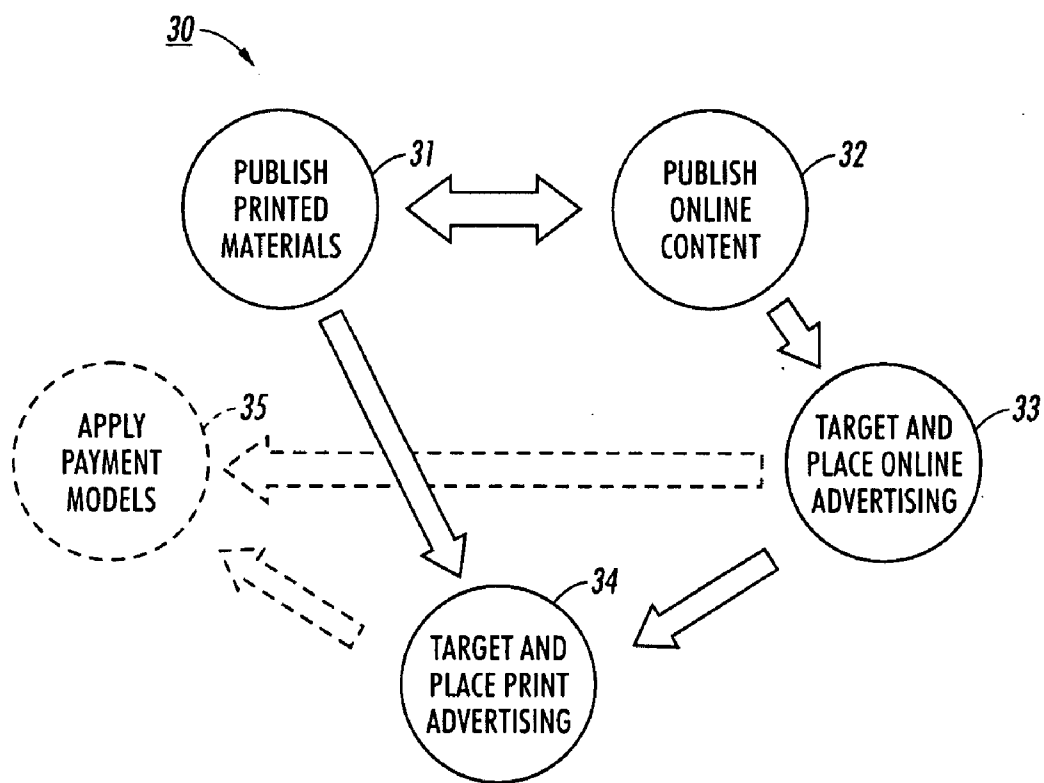 30
31
PUBLISH
PRINTED
MATERIALS
32
PUBLISH
ONLINE
CONTENT
33
TARGET AND
PLACE ONLINE
ADVERTISING
35
APPLY
PAYMENT
MODELS
34
TARGET AND
PLACE PRINT
ADVERTISING